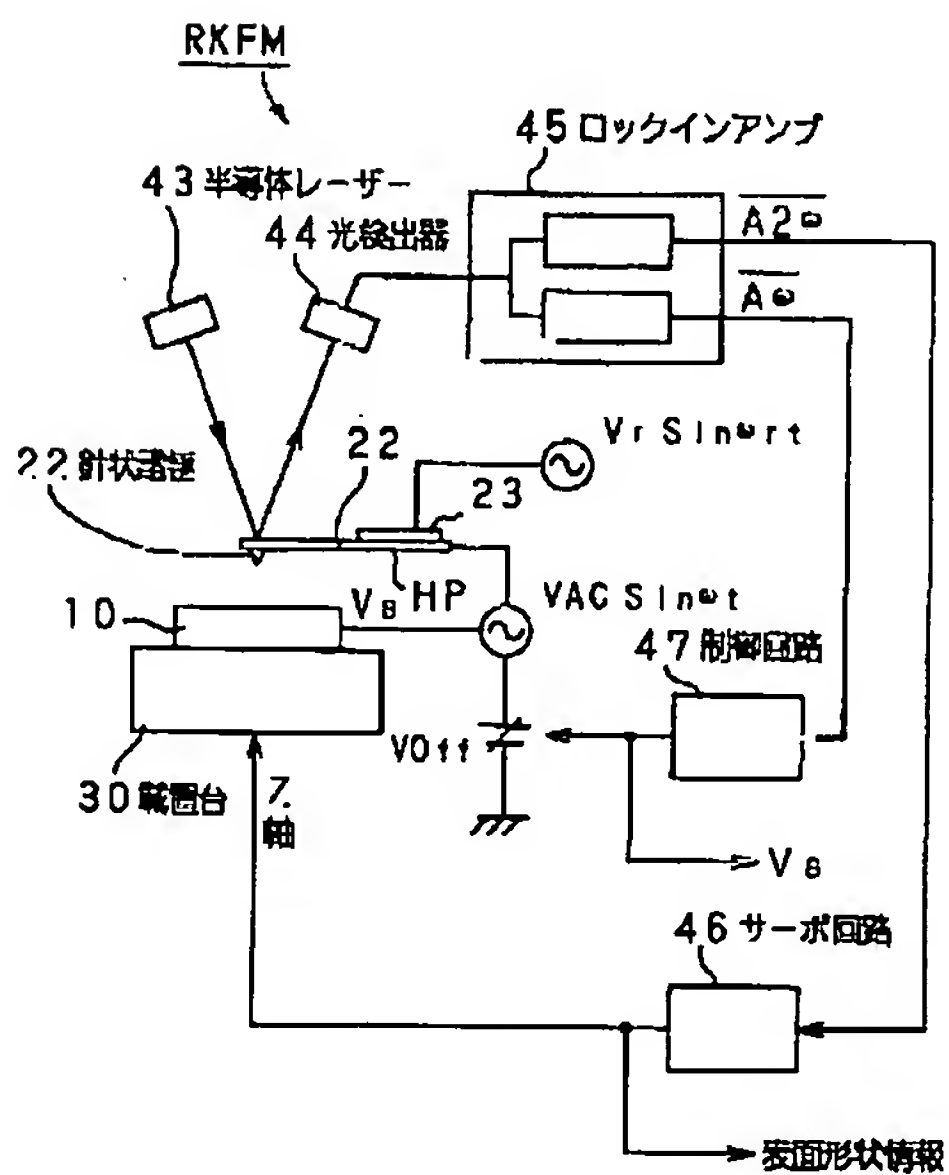 RKFM
45 ロックインアンプ
43 半導体レーザー
44 光検出器
A2ω
Aω
Vr Sinωrt
22 針状電極
22
23
HP
VAC Sinωt
10
47 制御回路
VOff
30 載置台
Z軸
46 サーボ回路
表面形状情報